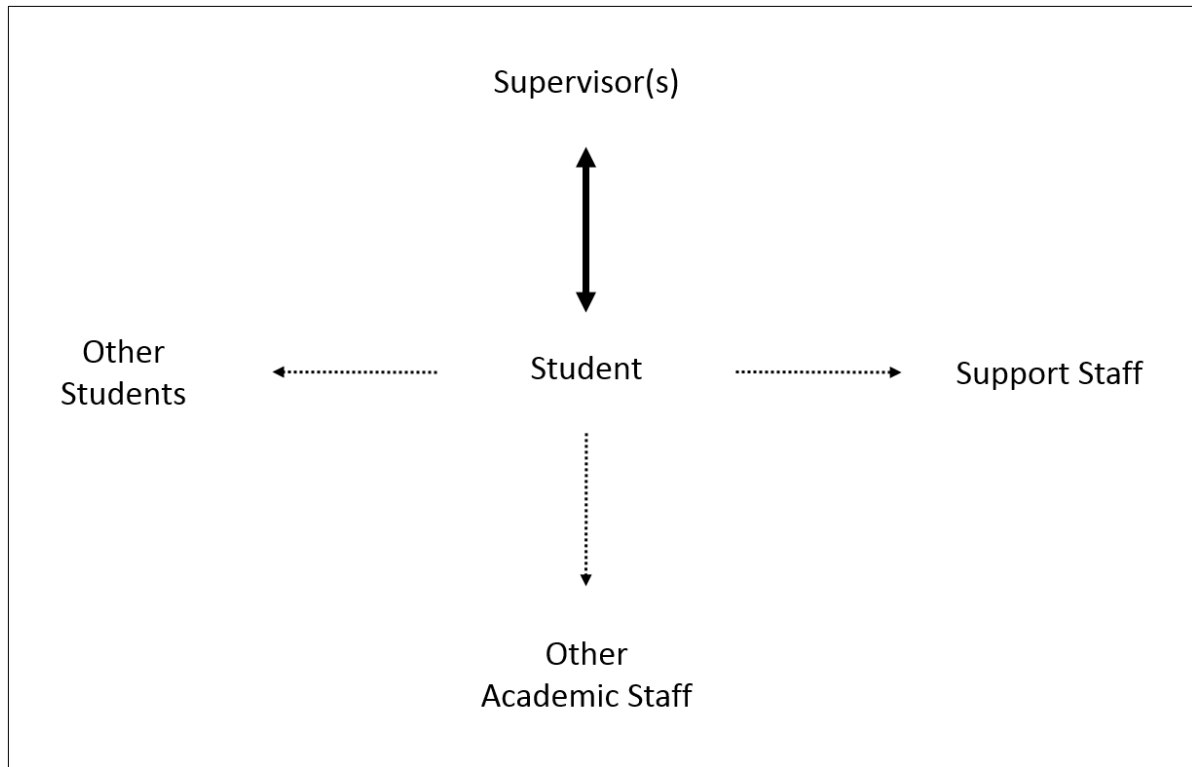 Supervisor(s)
Other
Students
Student
Support Staff
Other
Academic Staff